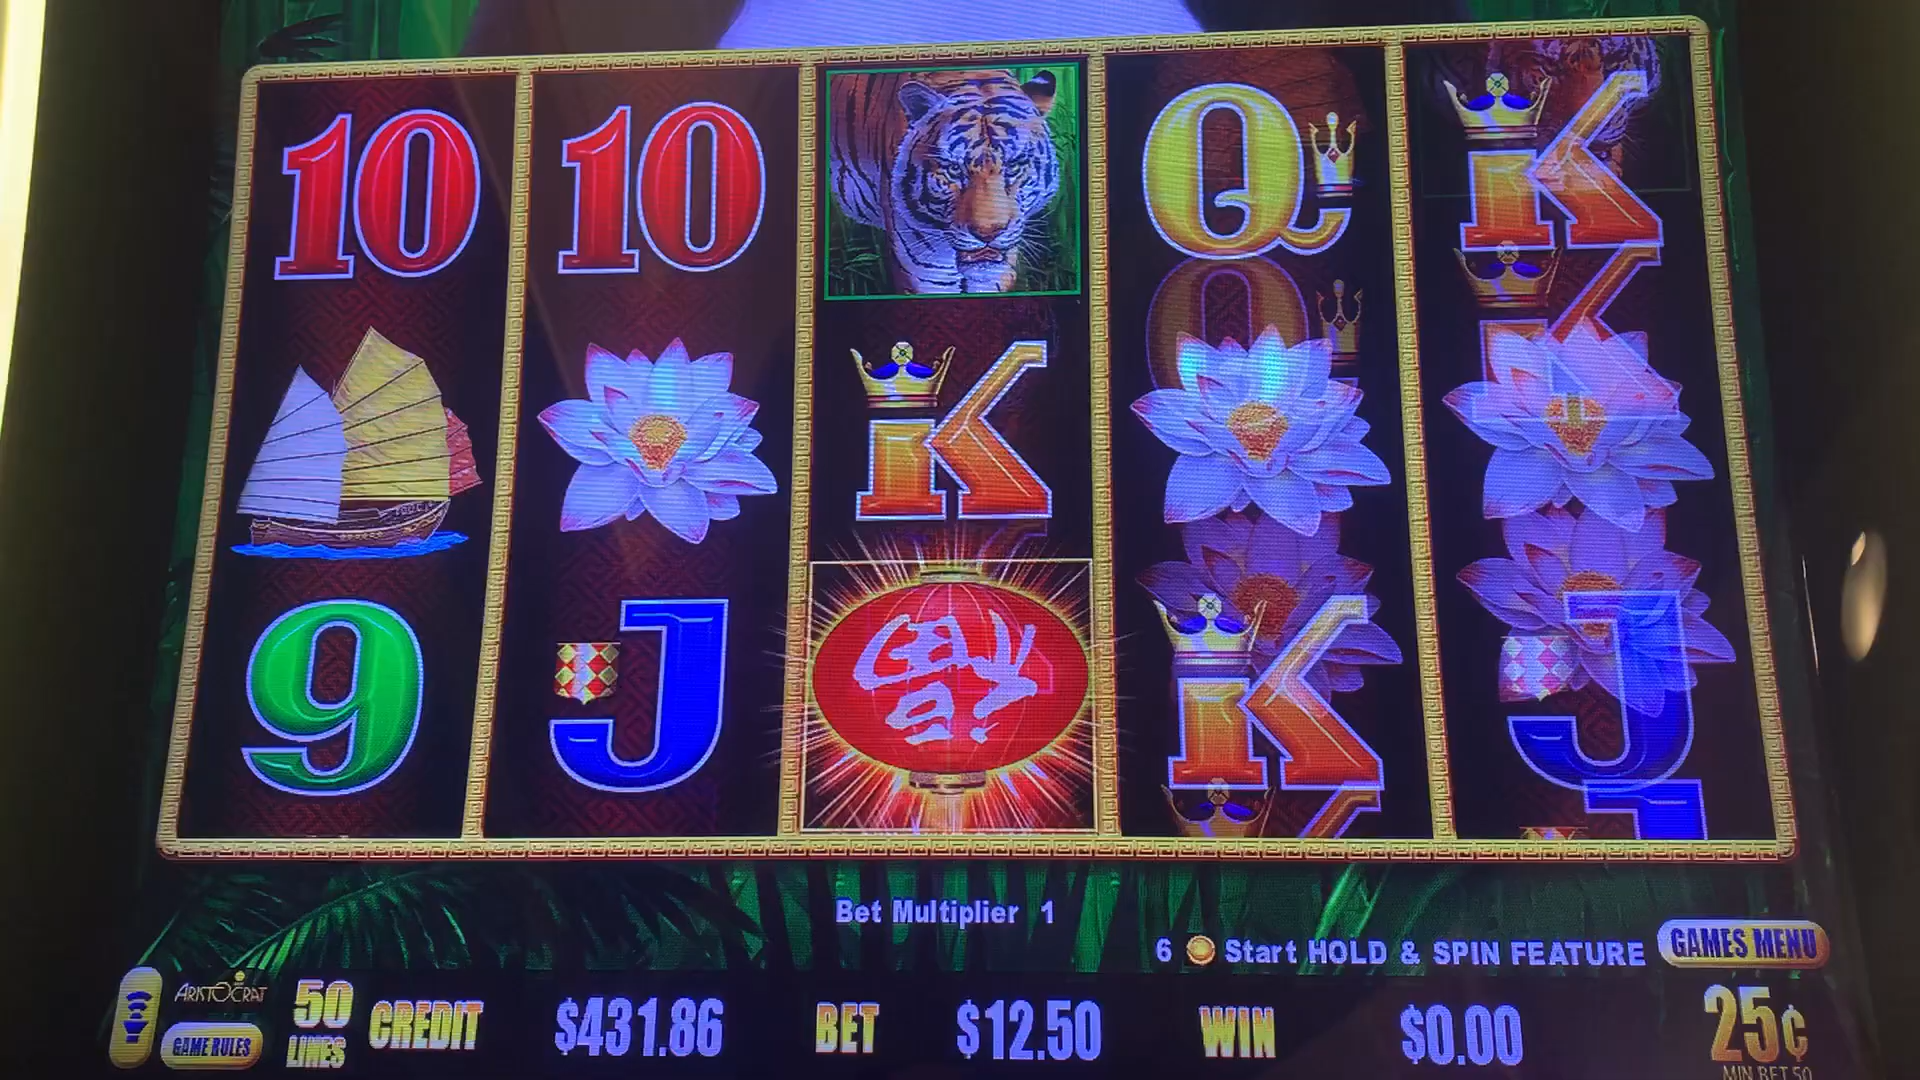 10 10 Q K
K
9 J K J
Bet Multiplier 1
6 Start HOLD & SPIN FEATURE GAMES MENU
ARISTOCRAT
GAME RULES
50 LINES CREDIT $431.86 BET $12.50 WIN $0.00 25¢
MIN BET 50